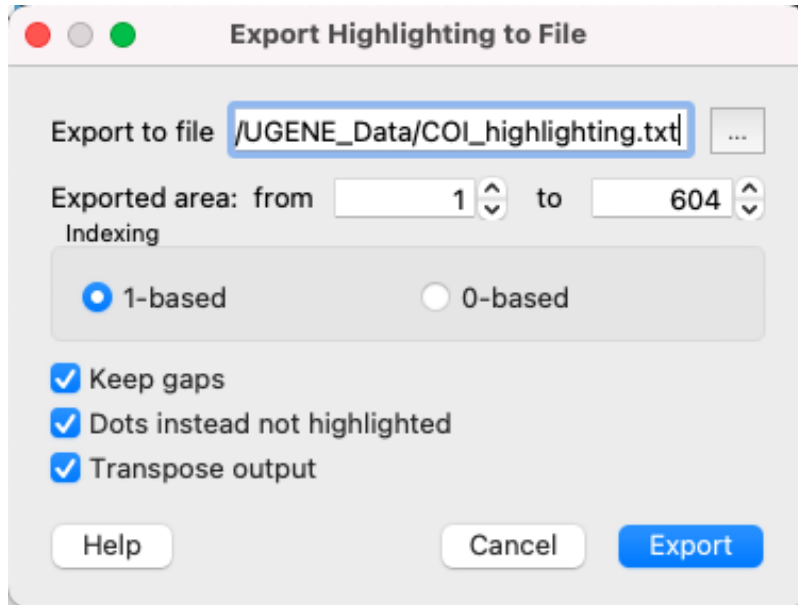 Export Highlighting to File
Export to file /UGENE_Data/COI_highlighting.txt ...
Exported area: from 1 to 604
Indexing
1-based 0-based
Keep gaps
Dots instead not highlighted
Transpose output
Help Cancel Export